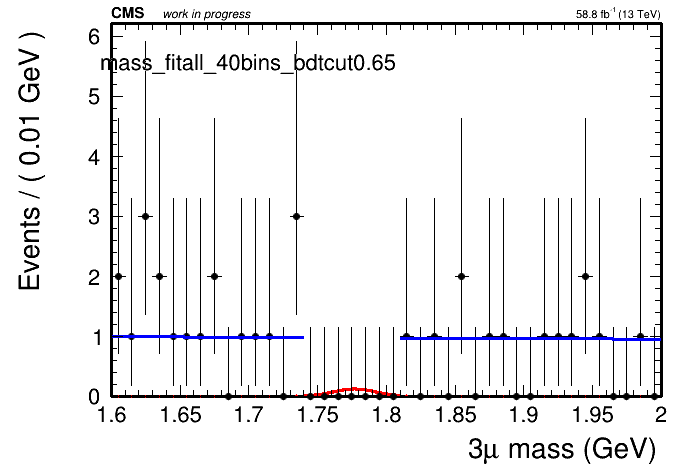 CMS work in progress 58.8 fb-1 (13 TeV)
mass_fitall_40bins_bdtcut0.65
Events / ( 0.01 GeV )
6
5
4
3
2
1
0
1.6 1.65 1.7 1.75 1.8 1.85 1.9 1.95 2
3μ mass (GeV)